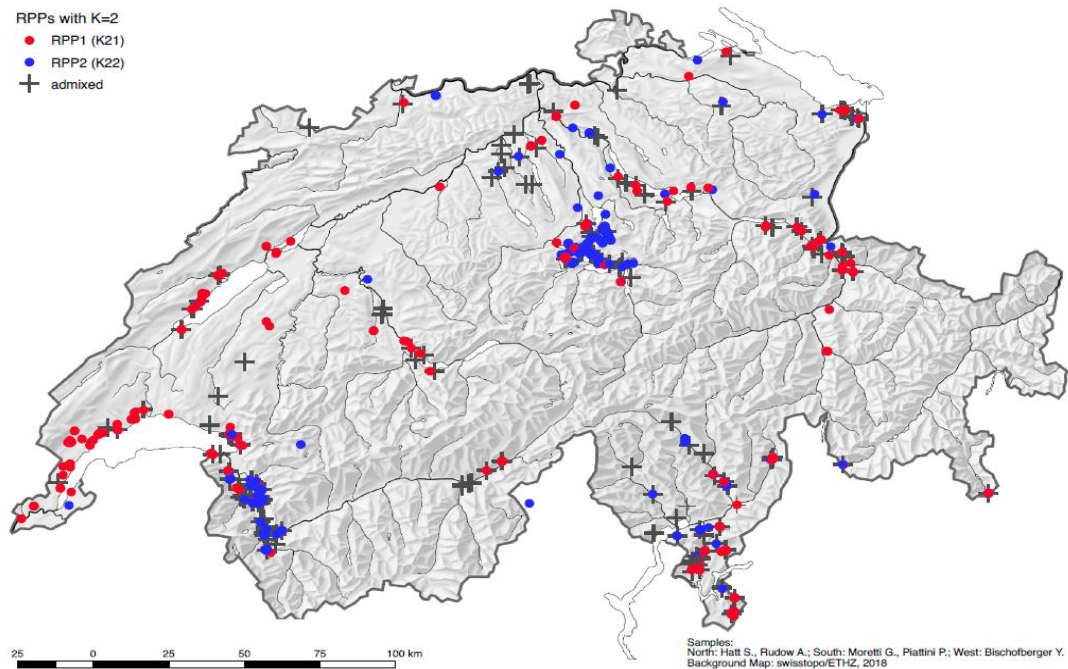 RPPs with K=2
RPP1 (K21)
RPP2 (K22)
admixed
25 0 25 50 75 100 km
Samples:
North: Hatt S., Rudow A.; South: Moretti G., Piattini P.; West: Bischofberger Y.
Background Map: swisstopo/ETHZ, 2018